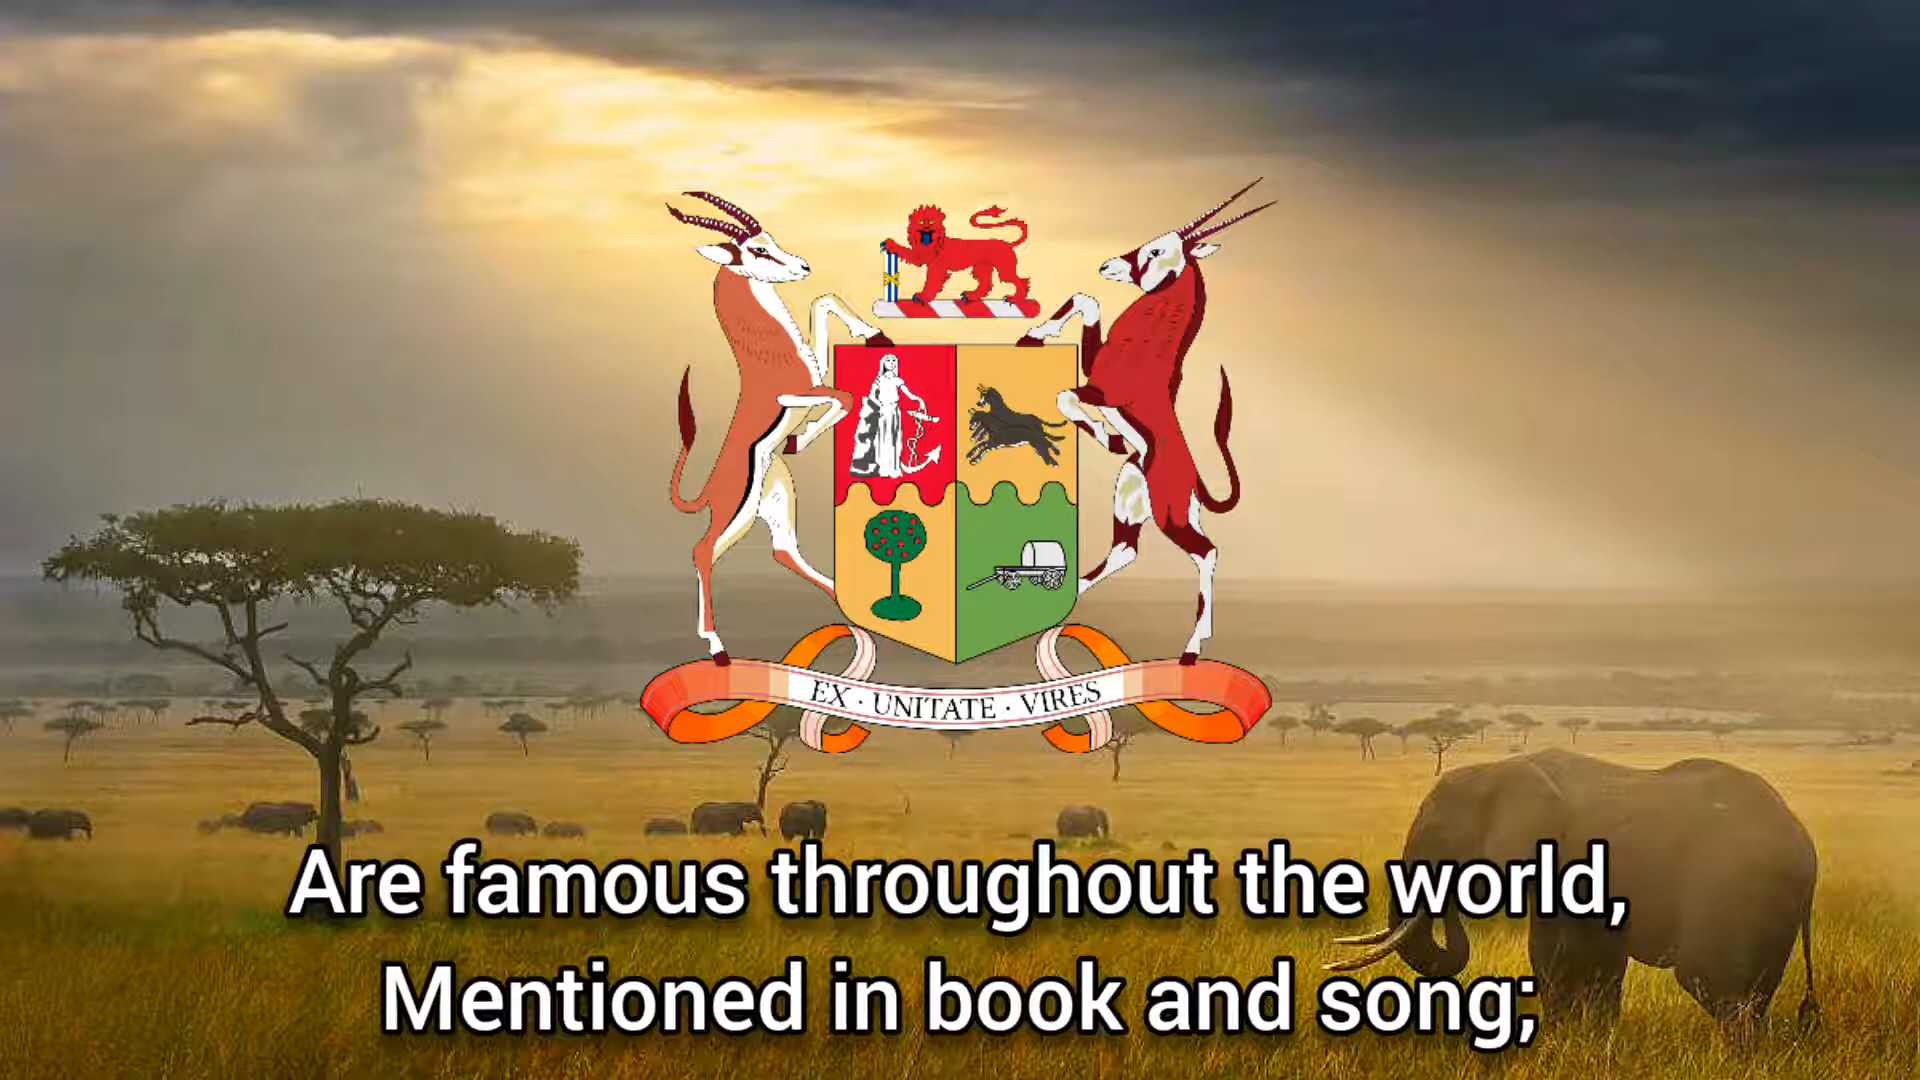 EX · UNITATE · VIRES
Are famous throughout the world,
Mentioned in book and song;